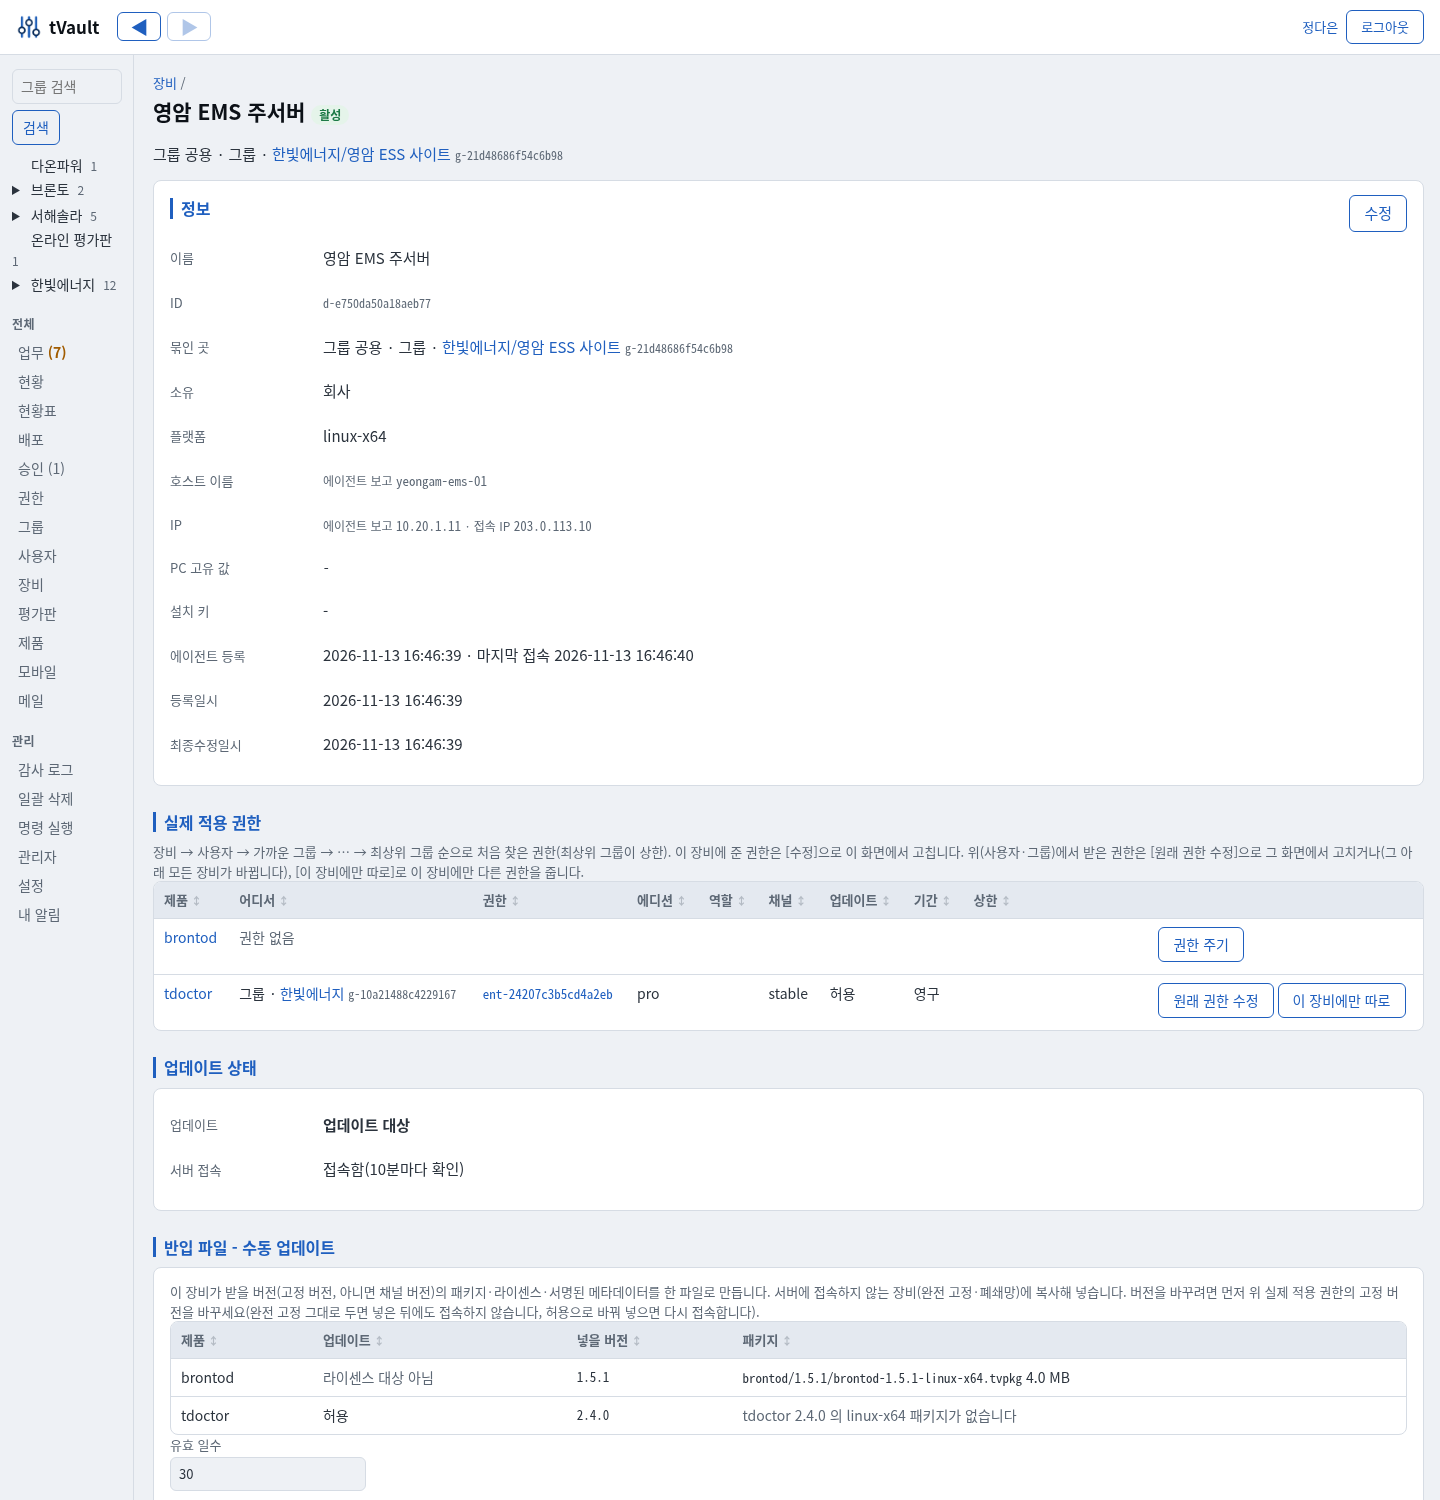 tVault ◀ ▶ 정다은 로그아웃
그룹 검색
검색
다온파워 1
▶ 브론토 2
▶ 서해솔라 5
온라인 평가판
1
▶ 한빛에너지 12
전체
업무 (7)
현황
현황표
배포
승인 (1)
권한
그룹
사용자
장비
평가판
제품
모바일
메일
관리
감사 로그
일괄 삭제
명령 실행
관리자
설정
내 알림
장비 /
영암 EMS 주서버 활성
그룹 공용 · 그룹 · 한빛에너지/영암 ESS 사이트 g-21d48686f54c6b98
정보 수정
이름 영암 EMS 주서버
ID d-e750da50a18aeb77
묶인 곳 그룹 공용 · 그룹 · 한빛에너지/영암 ESS 사이트 g-21d48686f54c6b98
소유 회사
플랫폼 linux-x64
호스트 이름 에이전트 보고 yeongam-ems-01
IP 에이전트 보고 10.20.1.11 · 접속 IP 203.0.113.10
PC 고유 값 -
설치 키 -
에이전트 등록 2026-11-13 16:46:39 · 마지막 접속 2026-11-13 16:46:40
등록일시 2026-11-13 16:46:39
최종수정일시 2026-11-13 16:46:39
실제 적용 권한
장비 → 사용자 → 가까운 그룹 → ··· → 최상위 그룹 순으로 처음 찾은 권한(최상위 그룹이 상한). 이 장비에 준 권한은 [수정]으로 이 화면에서 고칩니다. 위(사용자·그룹)에서 받은 권한은 [원래 권한 수정]으로 그 화면에서 고치거나(그 아
래 모든 장비가 바뀝니다), [이 장비에만 따로]로 이 장비에만 다른 권한을 줍니다.
제품 ↕ 어디서 ↕ 권한 ↕ 에디션 ↕ 역할 ↕ 채널 ↕ 업데이트 ↕ 기간 ↕ 상한 ↕
brontod 권한 없음 권한 주기
tdoctor 그룹 · 한빛에너지 g-10a21488c4229167 ent-24207c3b5cd4a2eb pro stable 허용 영구 원래 권한 수정 이 장비에만 따로
업데이트 상태
업데이트 업데이트 대상
서버 접속 접속함(10분마다 확인)
반입 파일 - 수동 업데이트
이 장비가 받을 버전(고정 버전, 아니면 채널 버전)의 패키지·라이센스·서명된 메타데이터를 한 파일로 만듭니다. 서버에 접속하지 않는 장비(완전 고정·폐쇄망)에 복사해 넣습니다. 버전을 바꾸려면 먼저 위 실제 적용 권한의 고정 버
전을 바꾸세요(완전 고정 그대로 두면 넣은 뒤에도 접속하지 않습니다, 허용으로 바꿔 넣으면 다시 접속합니다).
제품 ↕ 업데이트 ↕ 넣을 버전 ↕ 패키지 ↕
brontod 라이센스 대상 아님 1.5.1 brontod/1.5.1/brontod-1.5.1-linux-x64.tvpkg 4.0 MB
tdoctor 허용 2.4.0 tdoctor 2.4.0 의 linux-x64 패키지가 없습니다
유효 일수
30